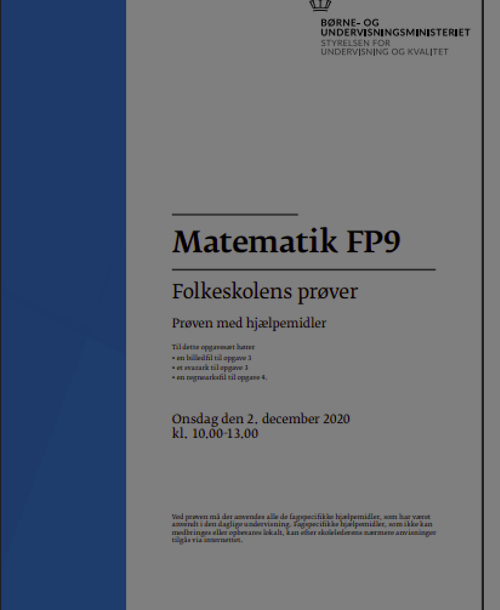 BØRNE- OG
UNDERVISNINGSMINISTERIET
STYRELSEN FOR
UNDERVISNING OG KVALITET
Matematik FP9
Folkeskolens prøver
Prøven med hjælpemidler
Til dette opgavesæt hører
• en billedfil til opgave 3
• et svarark til opgave 3
• en regnearksfil til opgave 4.
Onsdag den 2. december 2020
kl. 10.00-13.00
Ved prøven må der anvendes alle de fagspecifikke hjælpemidler, som har været
anvendt i den daglige undervisning. Fagspecifikke hjælpemidler, som ikke kan
medbringes eller opbevares lokalt, kan efter skolelederens nærmere anvisninger
tilgås via internettet.